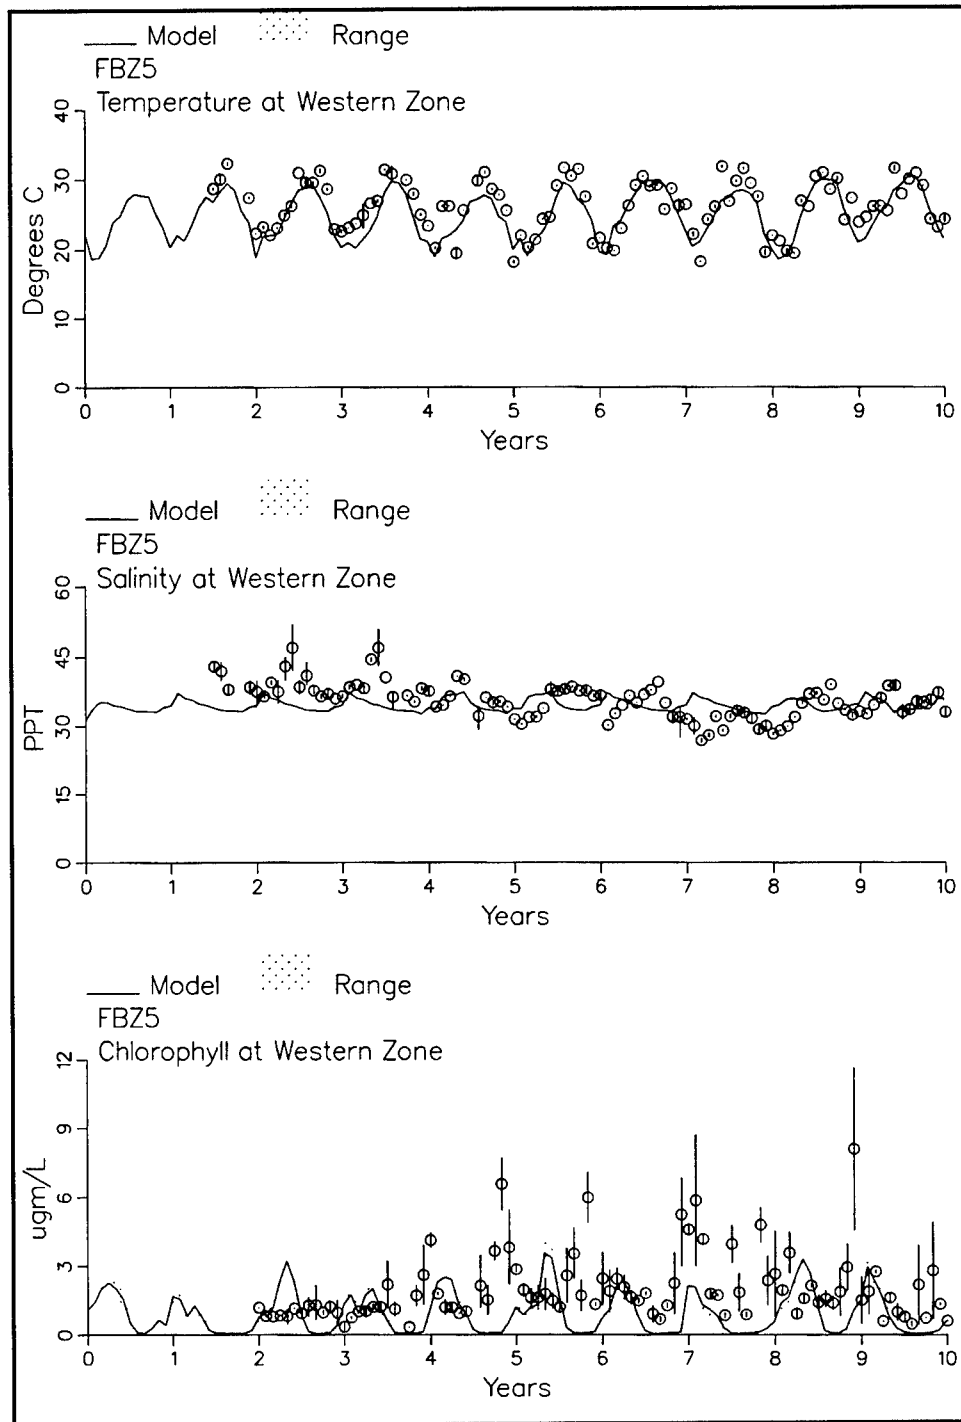 Model Range
FBZ5
Temperature at Western Zone
40
30
20
10
0
Degrees C
0 1 2 3 4 5 6 7 8 9 10
Years
Model Range
FBZ5
Salinity at Western Zone
60
45
30
15
0
PPT
0 1 2 3 4 5 6 7 8 9 10
Years
Model Range
FBZ5
Chlorophyll at Western Zone
12
9
6
3
0
ugm/L
0 1 2 3 4 5 6 7 8 9 10
Years